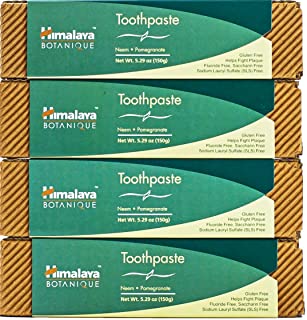 Himalaya
BOTANIQUE
Toothpaste
Neem • Pomegranate
Net Wt. 5.29 oz (150g)
Gluten Free
Helps Fight Plaque
Fluoride Free, Saccharin Free
Sodium Lauryl Sulfate (SLS) Free
Himalaya
BOTANIQUE
Toothpaste
Neem • Pomegranate
Net Wt. 5.29 oz (150g)
Gluten Free
Helps Fight Plaque
Fluoride Free, Saccharin Free
Sodium Lauryl Sulfate (SLS) Free
Himalaya
BOTANIQUE
Toothpaste
Neem • Pomegranate
Net Wt. 5.29 oz (150g)
Gluten Free
Helps Fight Plaque
Fluoride Free, Saccharin Free
Sodium Lauryl Sulfate (SLS) Free
Himalaya
BOTANIQUE
Toothpaste
Neem • Pomegranate
Net Wt. 5.29 oz (150g)
Gluten Free
Helps Fight Plaque
Fluoride Free, Saccharin Free
Sodium Lauryl Sulfate (SLS) Free